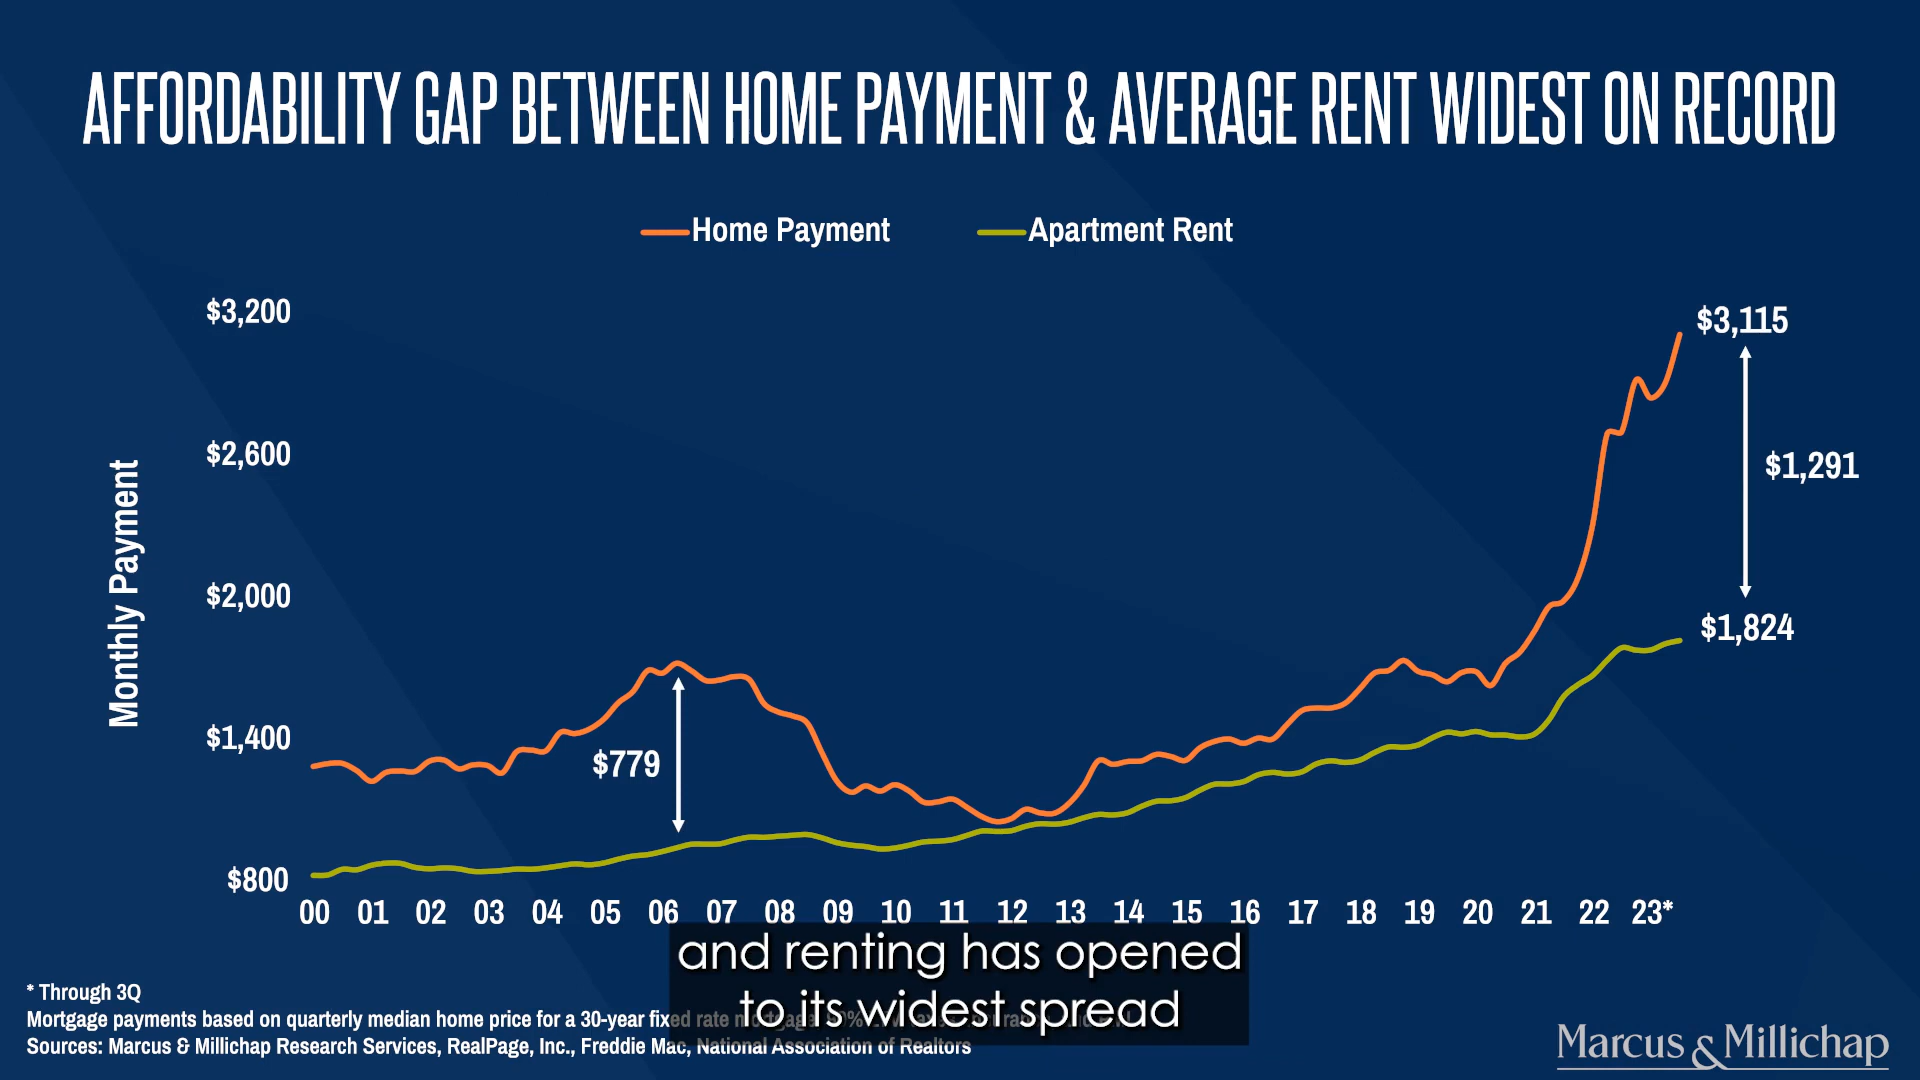 AFFORDABILITY GAP BETWEEN HOME PAYMENT & AVERAGE RENT WIDEST ON RECORD
Home Payment
Apartment Rent
Monthly Payment
$3,200
$2,600
$2,000
$1,400
$800
$3,115
$1,291
$1,824
$779
00 01 02 03 04 05 06 07 08 09 10 11 12 13 14 15 16 17 18 19 20 21 22 23*
and renting has opened
to its widest spread
* Through 3Q
Mortgage payments based on quarterly median home price for a 30-year fixed rate mortgage
Sources: Marcus & Millichap Research Services, RealPage, Inc., Freddie Mac, National Association of Realtors
Marcus & Millichap